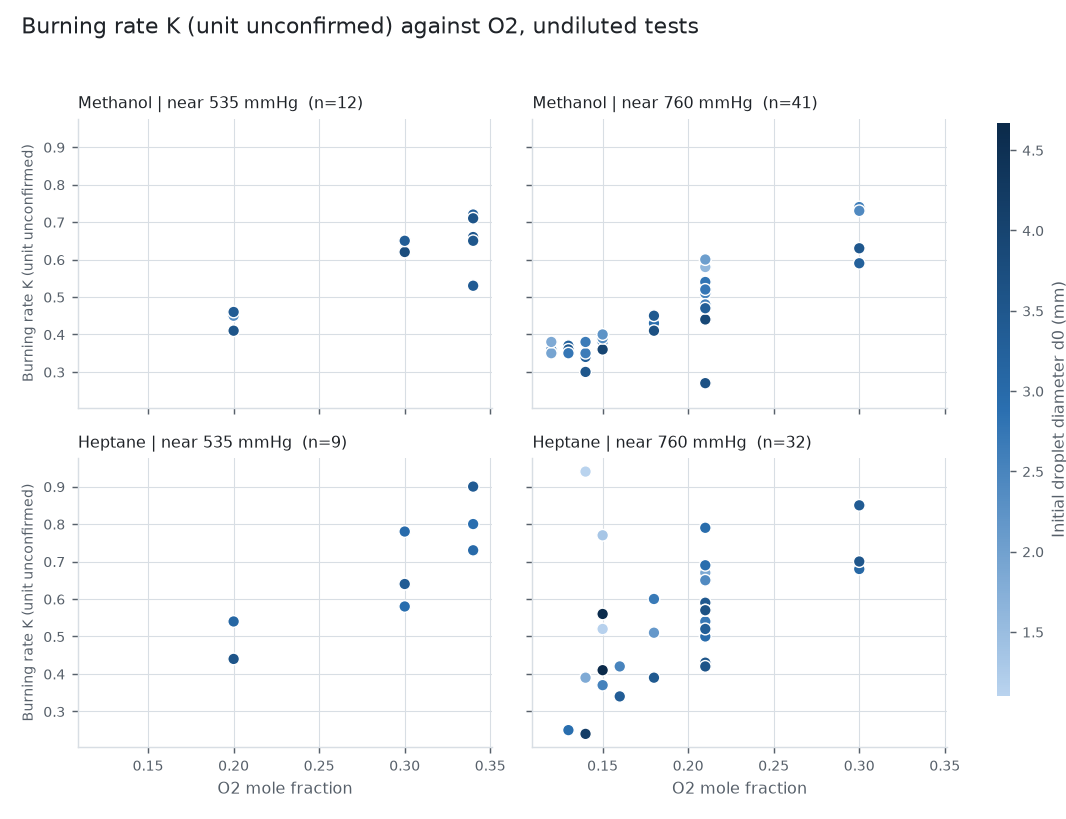 Burning rate K (unit unconfirmed) against O2, undiluted tests
Methanol | near 535 mmHg (n=12)
Methanol | near 760 mmHg (n=41)
Burning rate K (unit unconfirmed)
0.9
0.8
0.7
0.6
0.5
0.4
0.3
Heptane | near 535 mmHg (n=9)
Heptane | near 760 mmHg (n=32)
Burning rate K (unit unconfirmed)
0.9
0.8
0.7
0.6
0.5
0.4
0.3
0.15 0.20 0.25 0.30 0.35
O2 mole fraction
0.15 0.20 0.25 0.30 0.35
O2 mole fraction
4.5
4.0
3.5
3.0
2.5
2.0
1.5
Initial droplet diameter d0 (mm)